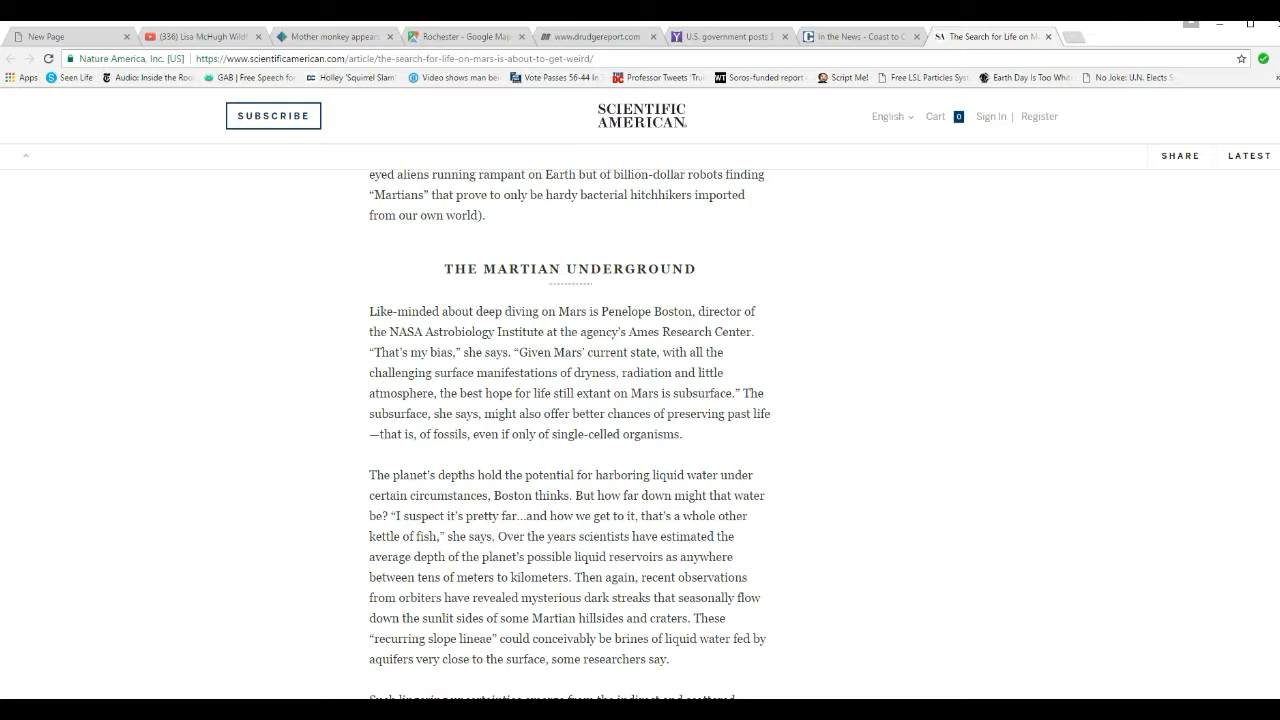 New Page
(336) Lisa McHugh Wildf
Mother monkey appears
Rochester - Google Map
www.drudgereport.com
U.S. government posts $
In the News - Coast to C
The Search for Life on M
Nature America, Inc. [US]
https://www.scientificamerican.com/article/the-search-for-life-on-mars-is-about-to-get-weird/
Apps
Seen Life
Audio: Inside the Roo
GAB | Free Speech fo
Holley 'Squirrel Slam'
Video shows man be
Vote Passes 56-44 In
Professor Tweets 'Tru
Soros-funded report
Script Me!
Free LSL Particles Sys
Earth Day Is Too Whit
No Joke: U.N. Elects S
SUBSCRIBE
SCIENTIFIC
AMERICAN
English
Cart 0
Sign In | Register
SHARE
LATEST
eyed aliens running rampant on Earth but of billion-dollar robots finding
“Martians” that prove to only be hardy bacterial hitchhikers imported
from our own world).
THE MARTIAN UNDERGROUND
Like-minded about deep diving on Mars is Penelope Boston, director of
the NASA Astrobiology Institute at the agency’s Ames Research Center.
“That’s my bias,” she says. “Given Mars’ current state, with all the
challenging surface manifestations of dryness, radiation and little
atmosphere, the best hope for life still extant on Mars is subsurface.” The
subsurface, she says, might also offer better chances of preserving past life
—that is, of fossils, even if only of single-celled organisms.
The planet’s depths hold the potential for harboring liquid water under
certain circumstances, Boston thinks. But how far down might that water
be? “I suspect it’s pretty far…and how we get to it, that’s a whole other
kettle of fish,” she says. Over the years scientists have estimated the
average depth of the planet’s possible liquid reservoirs as anywhere
between tens of meters to kilometers. Then again, recent observations
from orbiters have revealed mysterious dark streaks that seasonally flow
down the sunlit sides of some Martian hillsides and craters. These
“recurring slope lineae” could conceivably be brines of liquid water fed by
aquifers very close to the surface, some researchers say.
Such lingering uncertainties emerge from the indirect and scattered